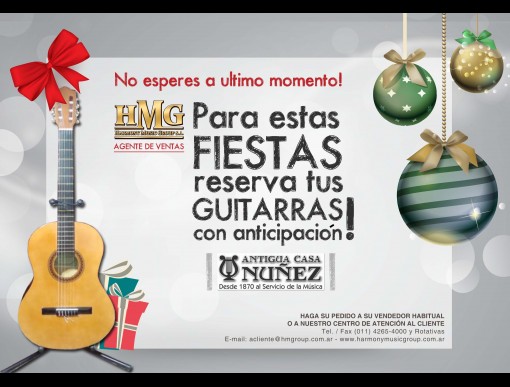 No esperes a ultimo momento!
HMG
HARMONY MUSIC GROUP S.A.
AGENTE DE VENTAS
Para estas
FIESTAS
reserva tus
GUITARRAS
con anticipación!
ANTIGUA CASA
NUÑEZ
Desde 1870 al Servicio de la Música
HAGA SU PEDIDO A SU VENDEDOR HABITUAL
O A NUESTRO CENTRO DE ATENCIÓN AL CLIENTE
Tel. / Fax (011) 4265-4000 y Rotativas
E-mail: acliente@hmgroup.com.ar - www.harmonymusicgroup.com.ar